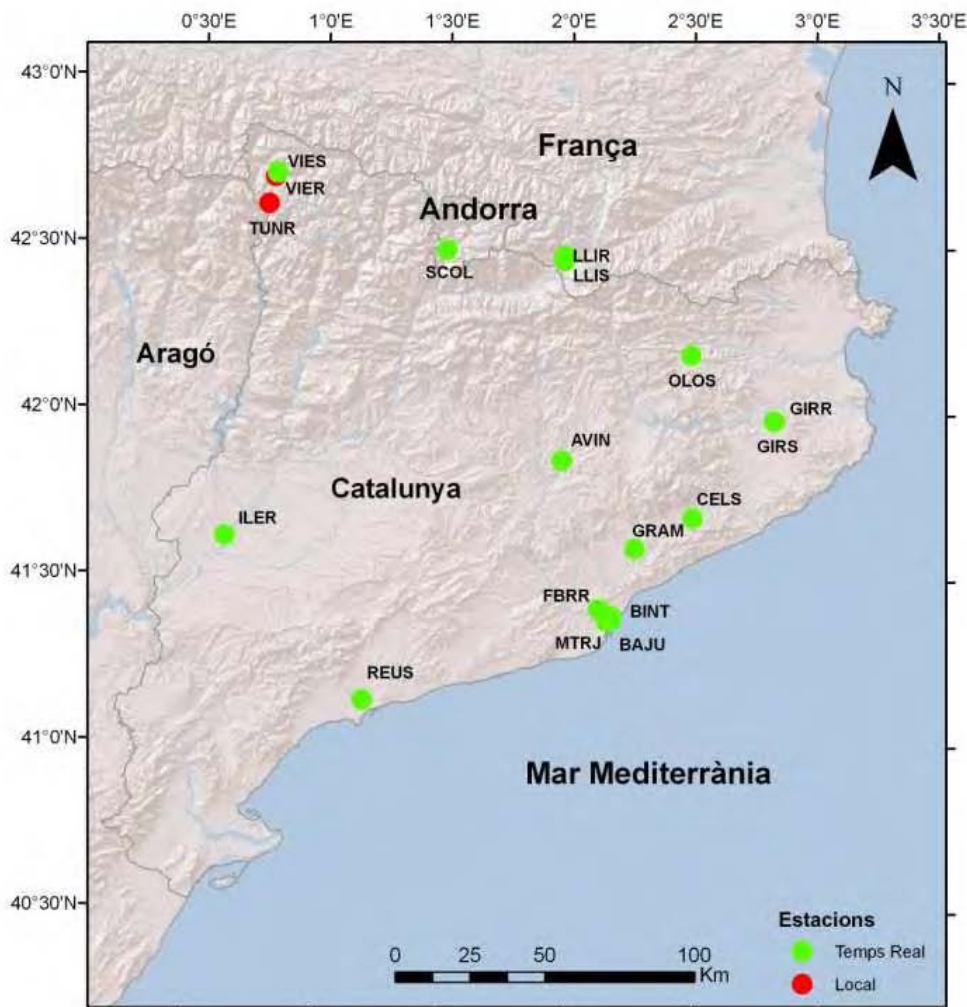 0°30'E 1°0'E 1°30'E 2°0'E 2°30'E 3°0'E 3°30'E
43°0'N
N
França
VIES
VIER
Andorra
TUNR
42°30'N
LLIR
SCOL
LLIS
Aragó
OLOS
42°0'N
GIRR
AVIN
GIRS
Catalunya
CELS
ILER
GRAM
41°30'N
FBRR
BINT
MTRJ
BAJU
REUS
41°0'N
Mar Mediterrània
40°30'N
Estacions
0 25 50 100
Km
Temps Real
Local